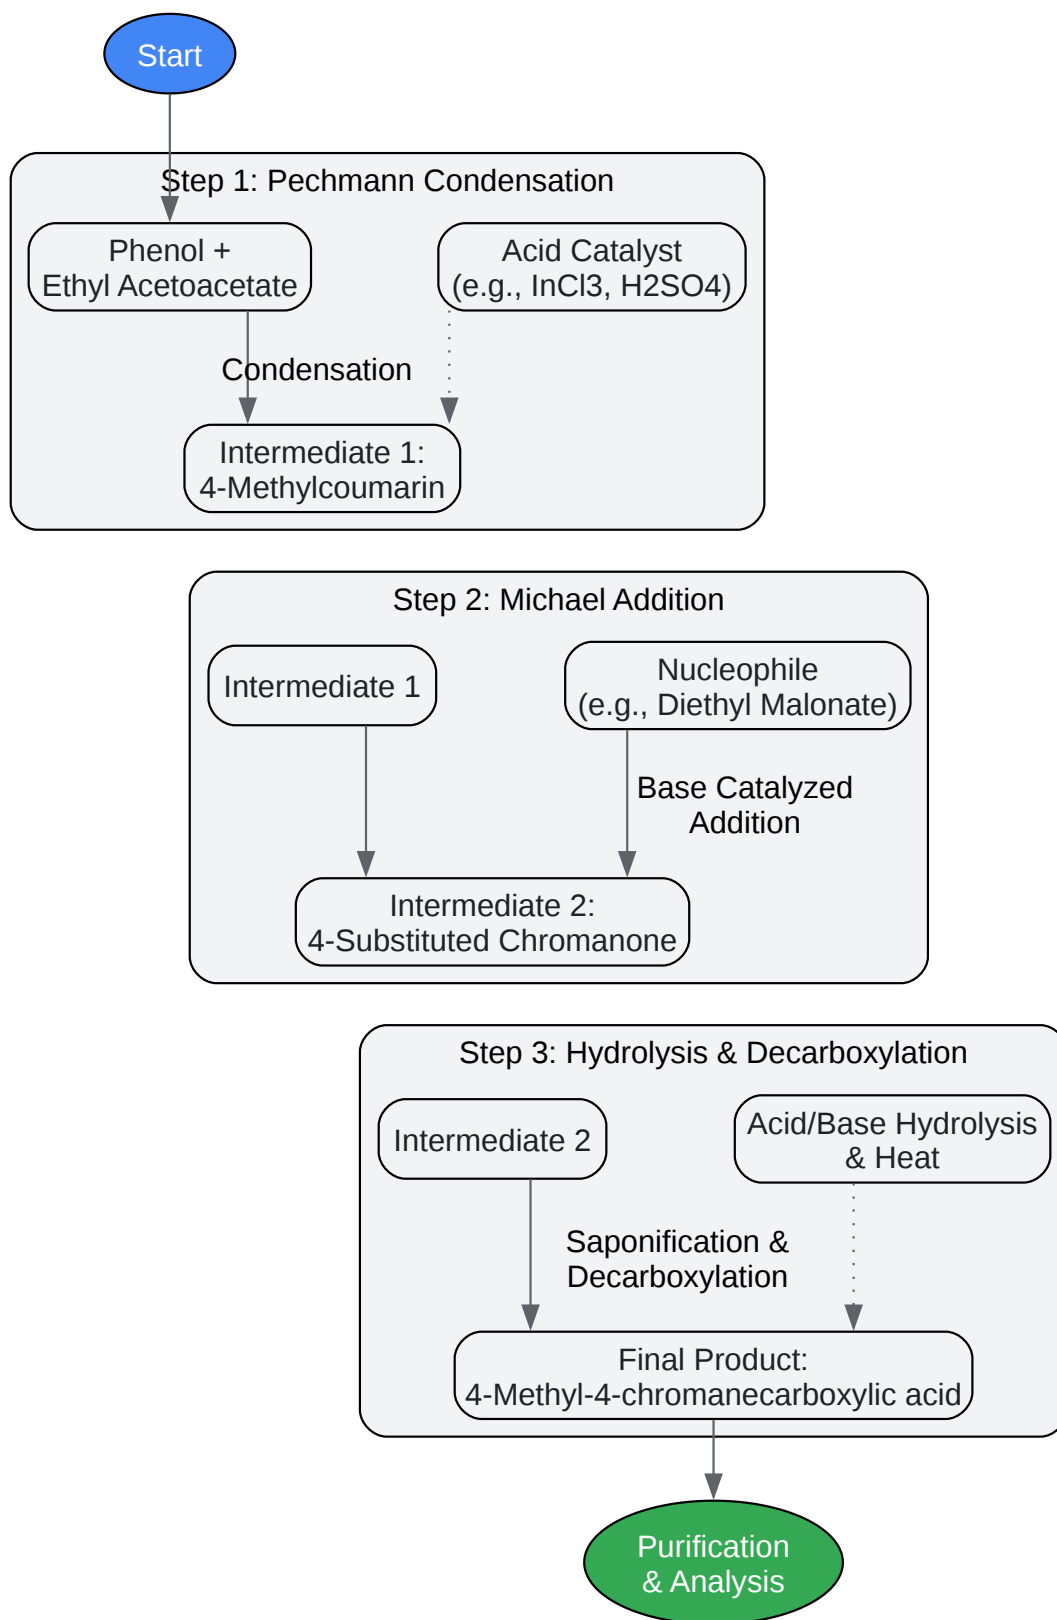 Start
Step 1: Pechmann Condensation
Phenol +
Ethyl Acetoacetate
Acid Catalyst
(e.g., InCl3, H2SO4)
Condensation
Intermediate 1:
4-Methylcoumarin
Step 2: Michael Addition
Intermediate 1
Nucleophile
(e.g., Diethyl Malonate)
Base Catalyzed
Addition
Intermediate 2:
4-Substituted Chromanone
Step 3: Hydrolysis & Decarboxylation
Intermediate 2
Acid/Base Hydrolysis
& Heat
Saponification &
Decarboxylation
Final Product:
4-Methyl-4-chromanecarboxylic acid
Purification
& Analysis